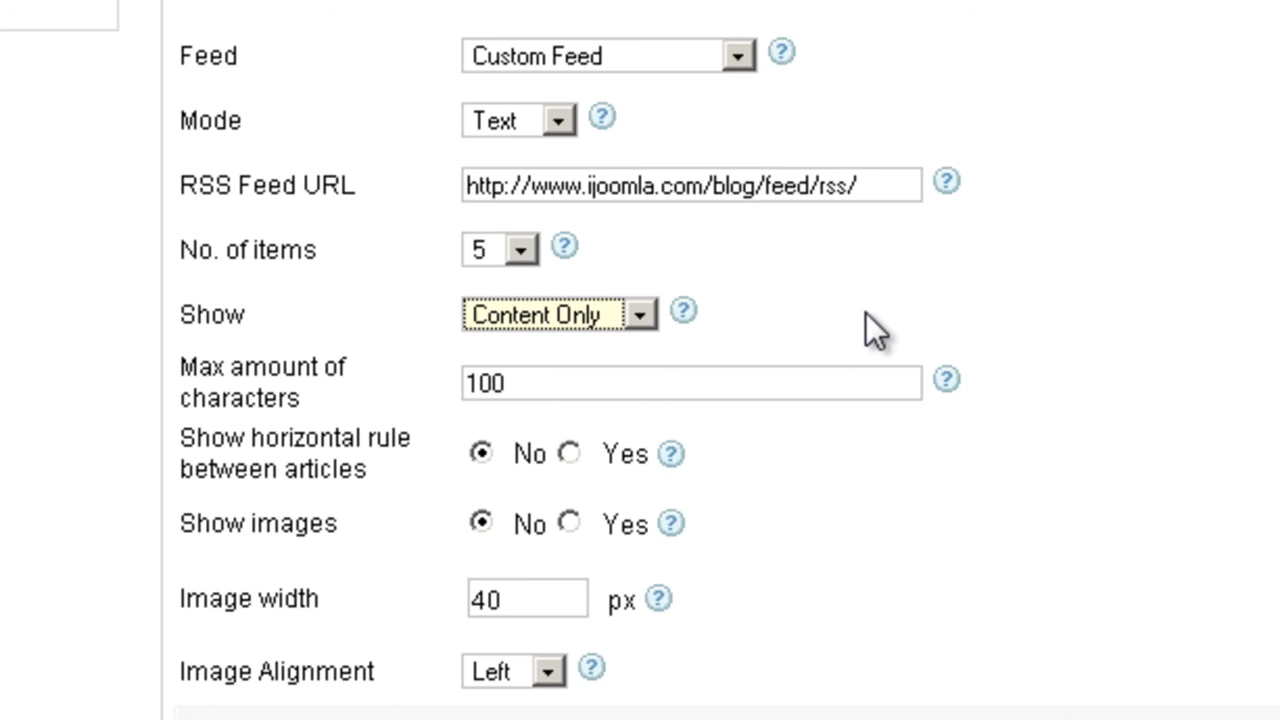 Feed Custom Feed ?
Mode Text ?
RSS Feed URL http://www.ijoomla.com/blog/feed/rss/ ?
No. of items 5 ?
Show Content Only ?
Max amount of
characters 100 ?
Show horizontal rule
between articles No Yes ?
Show images No Yes ?
Image width 40 px ?
Image Alignment Left ?